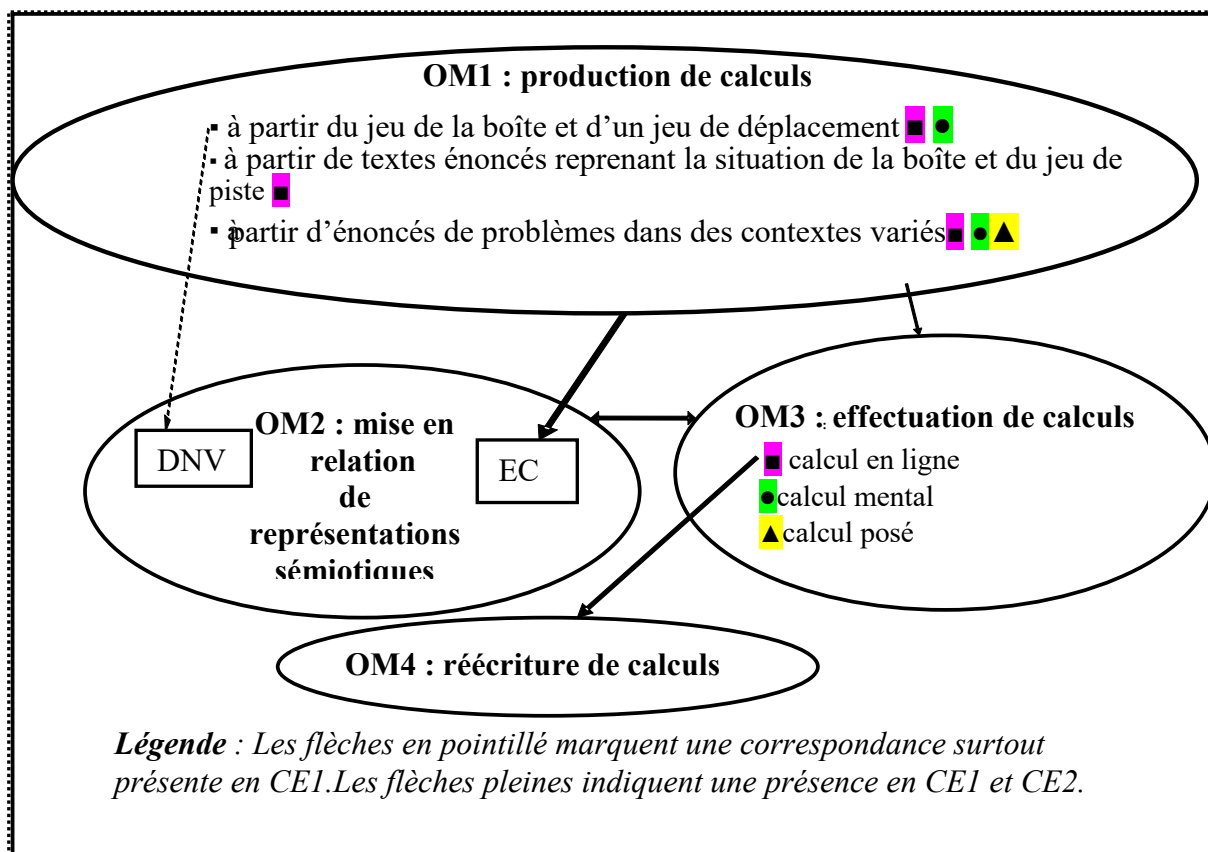 OM1 : production de calculs
▪ à partir du jeu de la boîte et d'un jeu de déplacement ■ ●
▪ à partir de textes énoncés reprenant la situation de la boîte et du jeu de
piste ■
▪ à partir d'énoncés de problèmes dans des contextes variés ■ ● ▲
OM2 : mise en
relation
de
représentations
sémiotiques
DNV
EC
OM3 : effectuation de calculs
■ calcul en ligne
● calcul mental
▲ calcul posé
OM4 : réécriture de calculs
Légende : Les flèches en pointillé marquent une correspondance surtout
présente en CE1.Les flèches pleines indiquent une présence en CE1 et CE2.